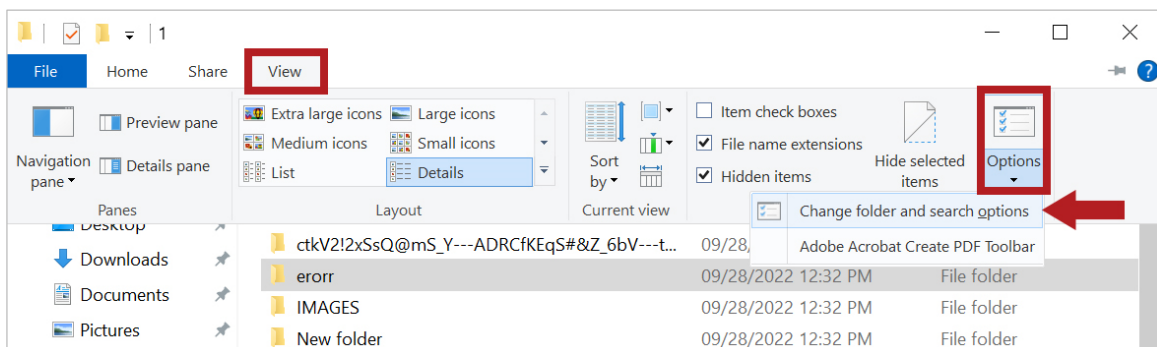 1
File Home Share View
?
Preview pane
Details pane
Navigation
pane
Panes
Extra large icons Large icons
Medium icons Small icons
List Details
Layout
Sort
by
Current view
Item check boxes
File name extensions
Hidden items
Hide selected
items
Options
Change folder and search options
Adobe Acrobat Create PDF Toolbar
Desktop
Downloads
Documents
Pictures
ctkV2!2xSsQ@mS_Y---ADRCfKEqS#&Z_6bV---t... 09/28/
erorr 09/28/2022 12:32 PM File folder
IMAGES 09/28/2022 12:32 PM File folder
New folder 09/28/2022 12:32 PM File folder